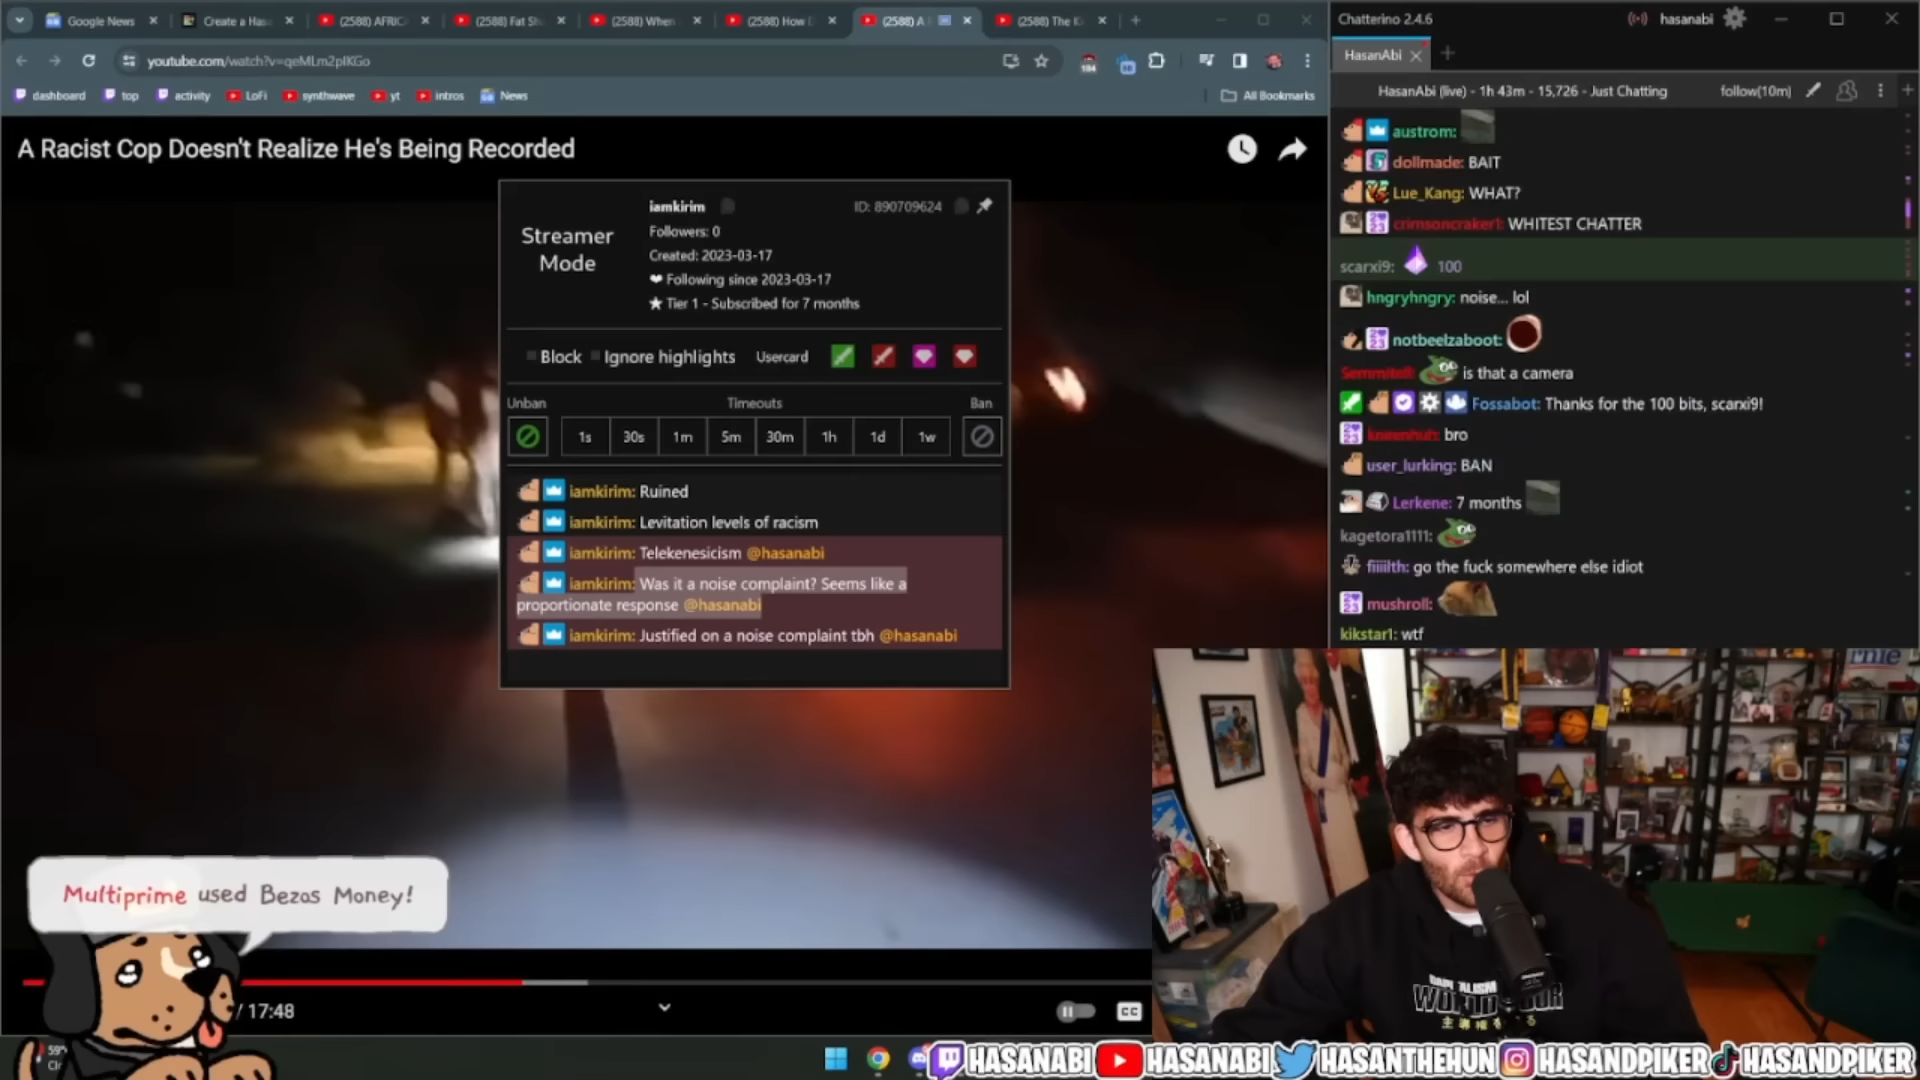 Google News
Create a Has
(2588) AFRIC
(2588) Fat Sh
(2588) When
(2588) How
(2588) A
(2588) The
youtube.com/watch?v=qeMLm2pIKGo
dashboard
top
activity
LoFi
synthwave
yt
intros
News
All Bookmarks
A Racist Cop Doesn't Realize He's Being Recorded
Streamer
Mode
iamkirim
ID: 890709624
Followers: 0
Created: 2023-03-17
Following since 2023-03-17
Tier 1 - Subscribed for 7 months
Block
Ignore highlights
Usercard
Unban
Timeouts
Ban
1s
30s
1m
5m
30m
1h
1d
1w
iamkirim: Ruined
iamkirim: Levitation levels of racism
iamkirim: Telekenesicism @hasanabi
iamkirim: Was it a noise complaint? Seems like a
proportionate response @hasanabi
iamkirim: Justified on a noise complaint tbh @hasanabi
Multiprime used Bezos Money!
/ 17:48
CC
Chatterino 2.4.6
hasanabi
HasanAbi
HasanAbi (live) - 1h 43m - 15,726 - Just Chatting
follow(10m)
austrom:
dollmade: BAIT
Lue_Kang: WHAT?
crimsoncraker1: WHITEST CHATTER
scarxi9: 100
hngryhngry: noise... lol
notbeelzaboot:
is that a camera
Fossabot: Thanks for the 100 bits, scarxi9!
kneenhuh: bro
user_lurking: BAN
Lerkene: 7 months
kagetora1111:
fiiilth: go the fuck somewhere else idiot
mushroll:
kikstar1: wtf
HASANABI
HASANABI
HASANTHEHUN
HASANDPIKER
HASANDPIKER